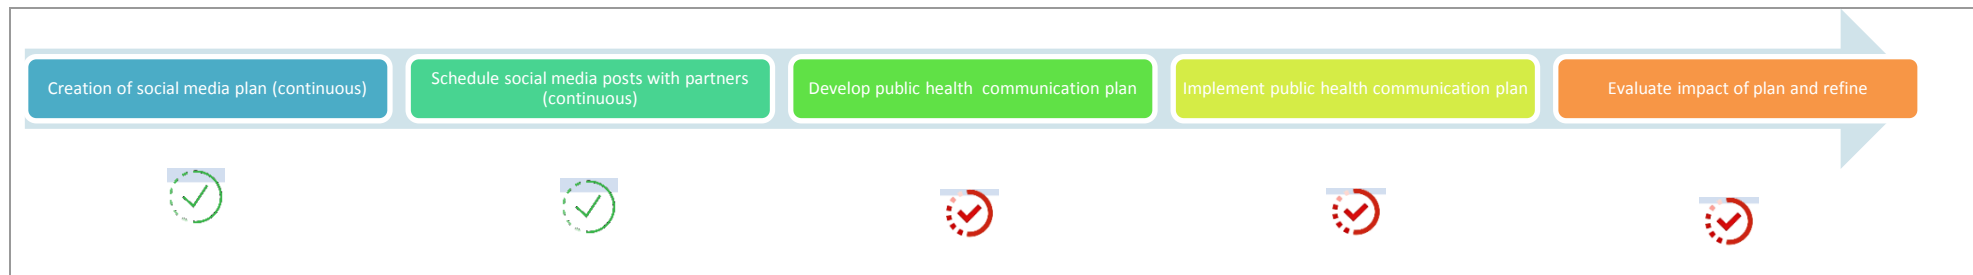 Creation of social media plan (continuous)
Schedule social media posts with partners
(continuous)
Develop public health  communication plan
Implement public health communication plan
Evaluate impact of plan and refine